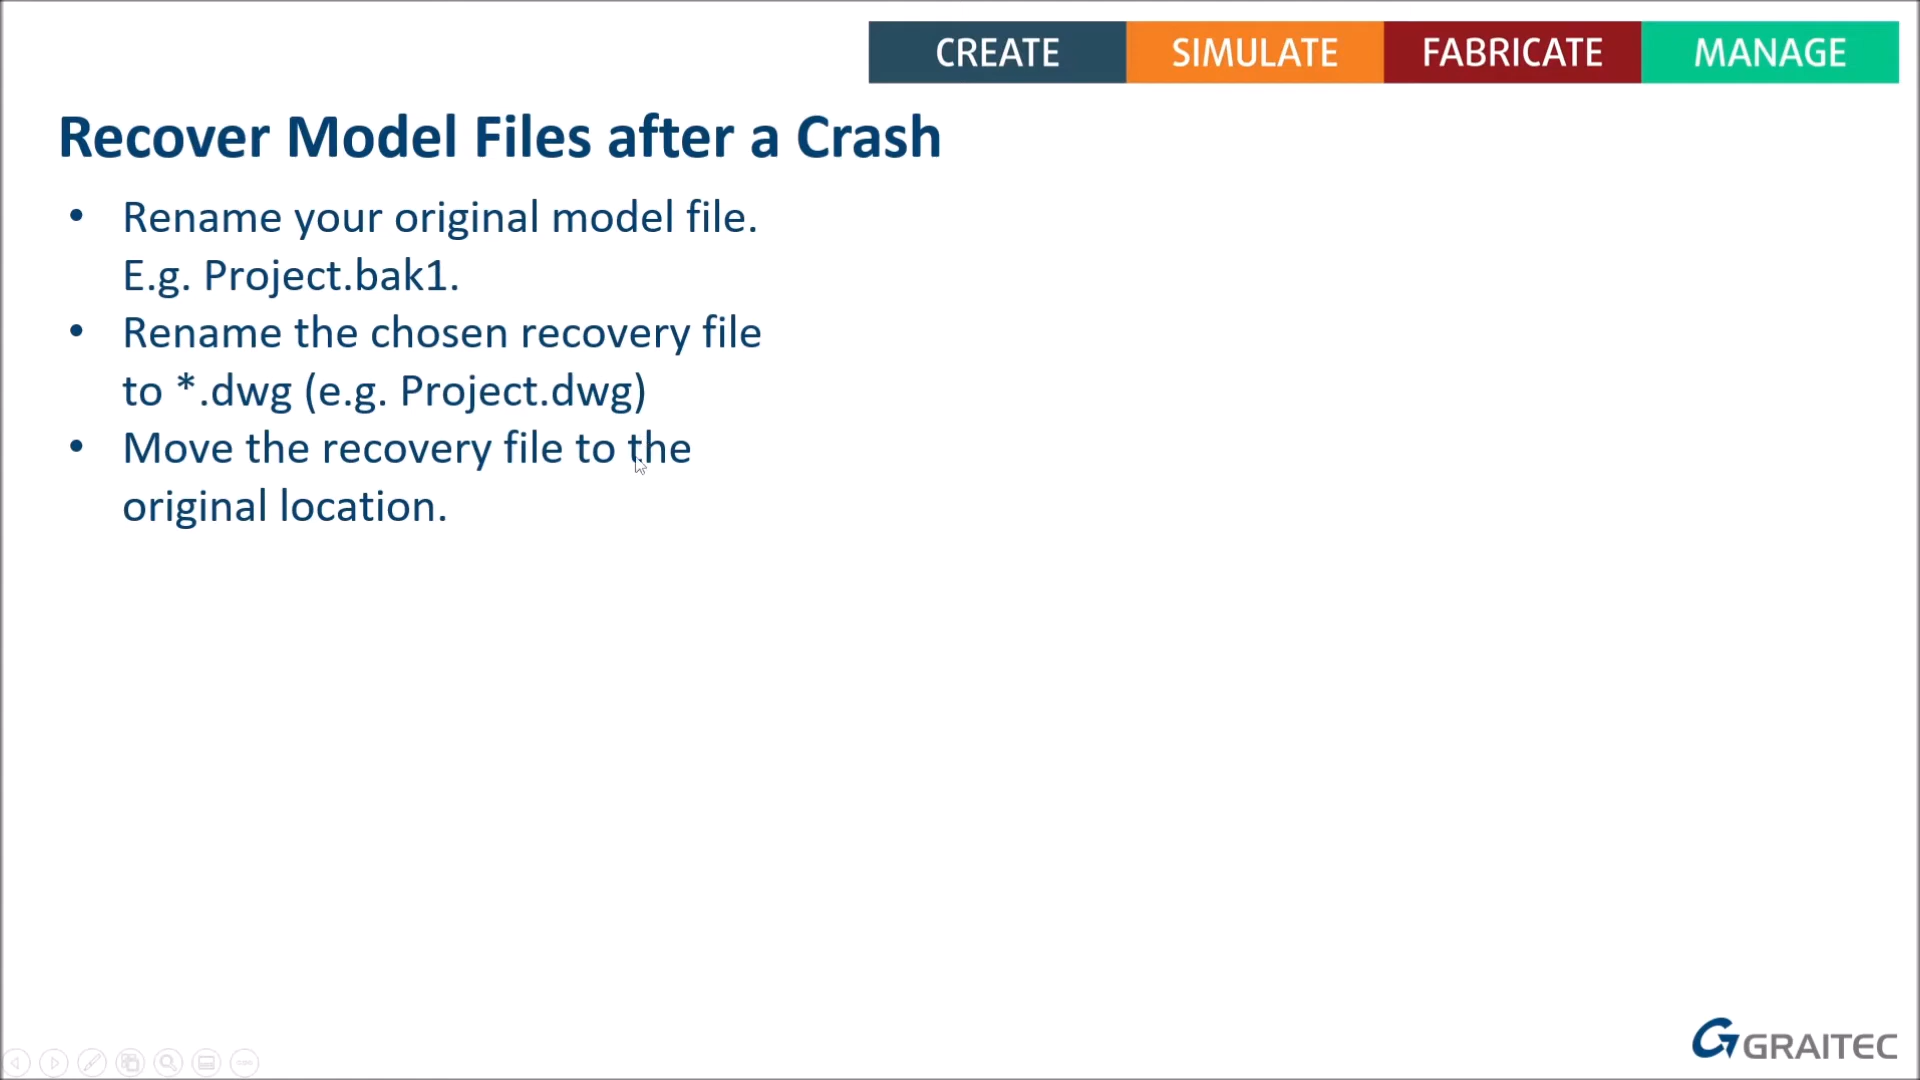 CREATE SIMULATE FABRICATE MANAGE
Recover Model Files after a Crash
• Rename your original model file.
E.g. Project.bak1.
• Rename the chosen recovery file
to *.dwg (e.g. Project.dwg)
• Move the recovery file to the
original location.
GRAITEC